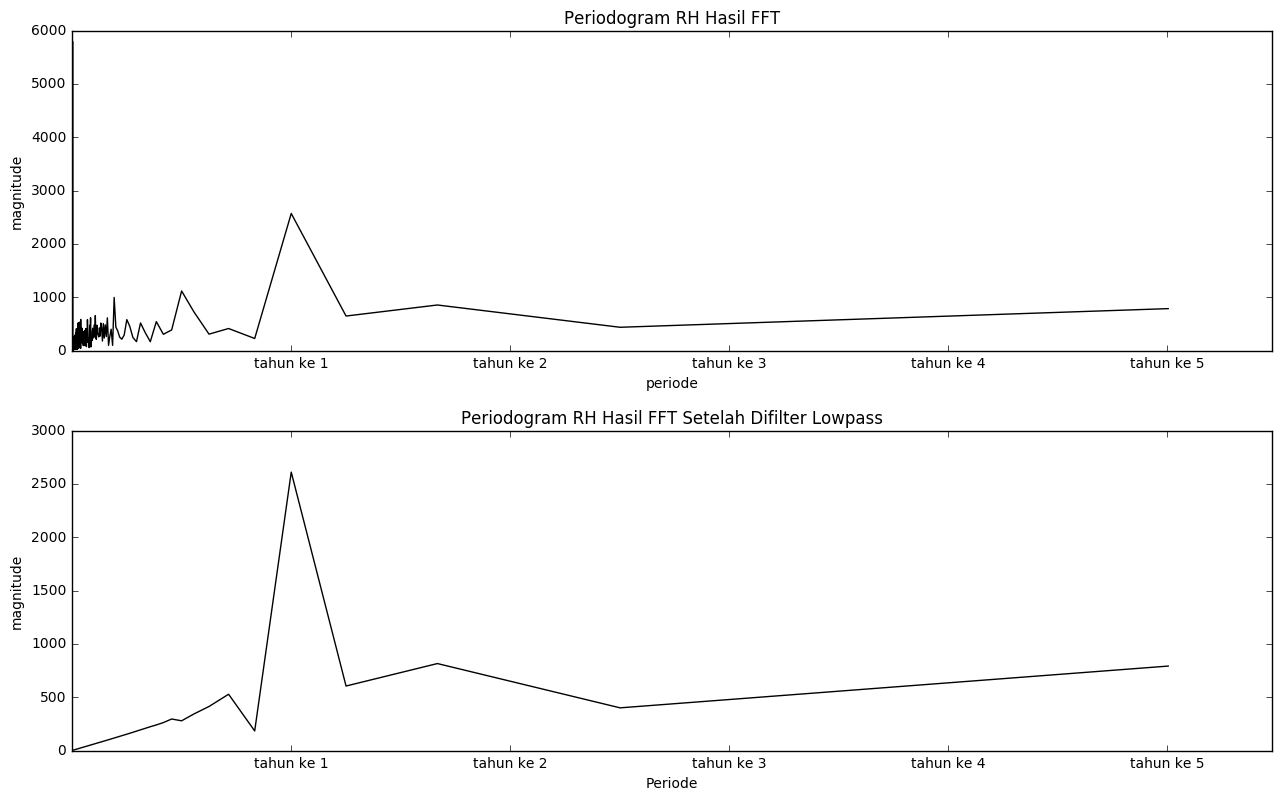 Periodogram RH Hasil FFT
6000
5000
4000
3000
2000
1000
0
magnitude
tahun ke 1 tahun ke 2 tahun ke 3 tahun ke 4 tahun ke 5
periode
Periodogram RH Hasil FFT Setelah Difilter Lowpass
3000
2500
2000
1500
1000
500
0
magnitude
tahun ke 1 tahun ke 2 tahun ke 3 tahun ke 4 tahun ke 5
Periode